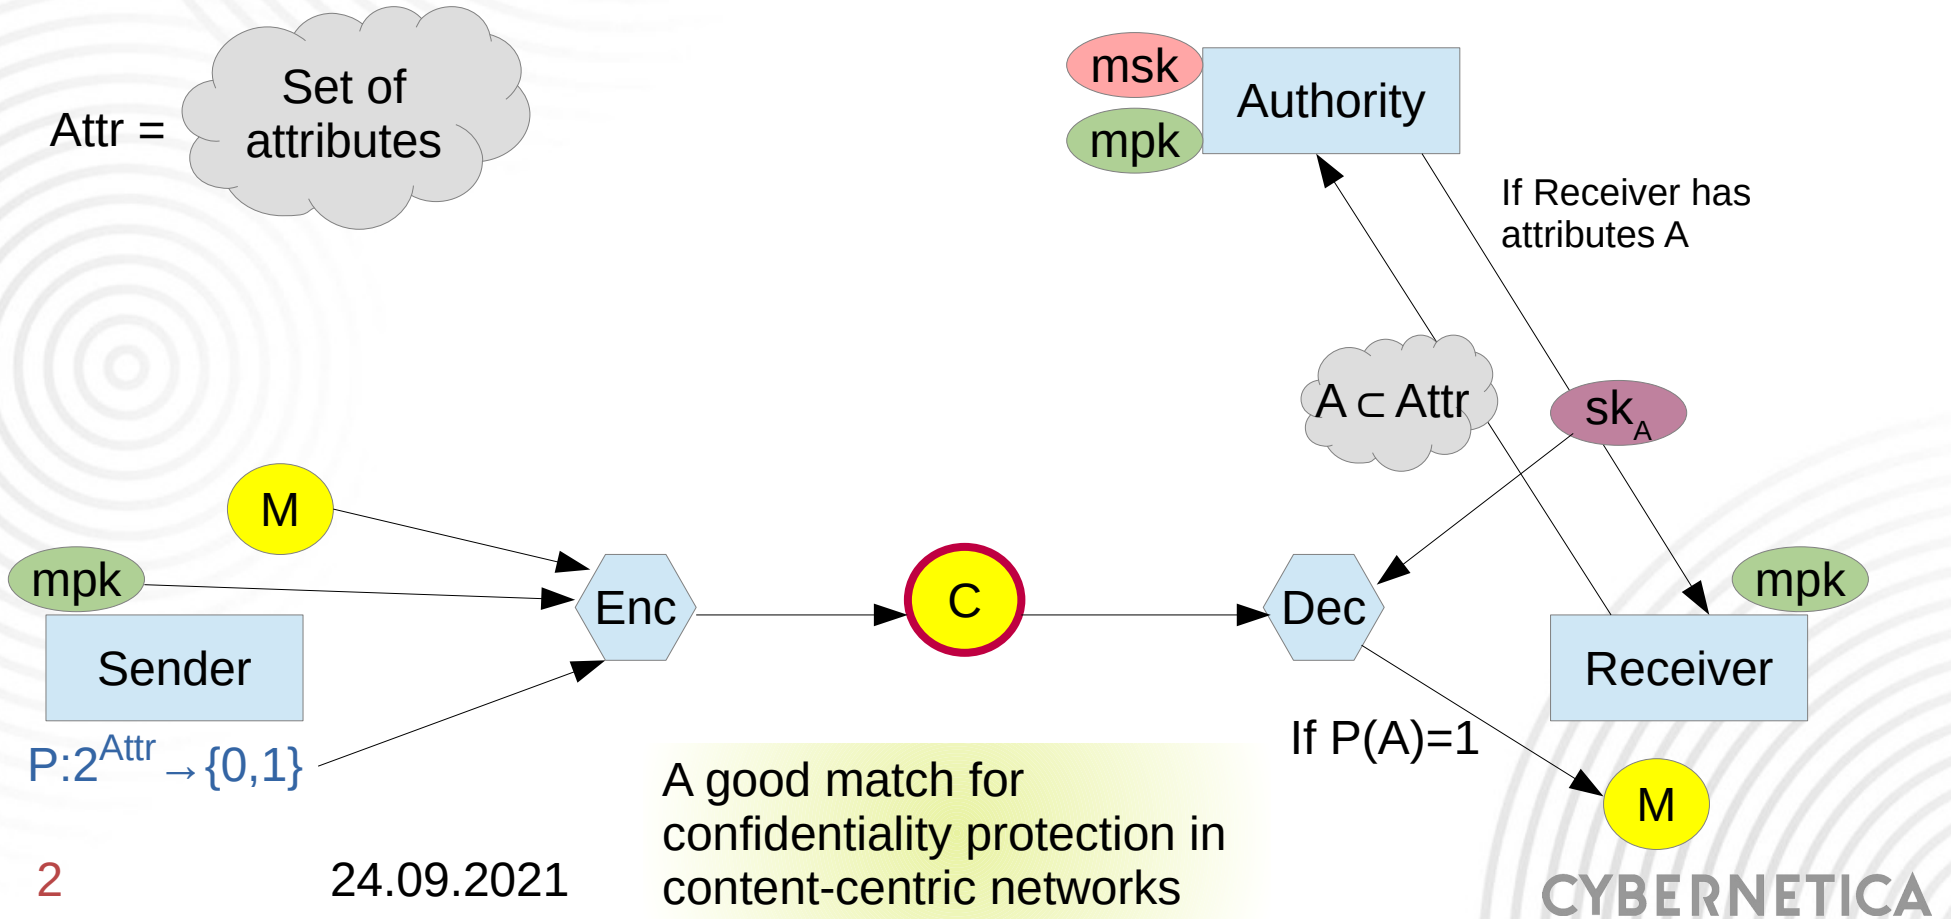 Attr =
Set of
attributes
msk
mpk
Authority
If Receiver has
attributes A
A ⊂ Attr
sk_A
M
mpk
Sender
P:2^Attr → {0,1}
Enc
C
Dec
mpk
Receiver
If P(A)=1
M
A good match for
confidentiality protection in
content-centric networks
2
24.09.2021
CYBERNETICA